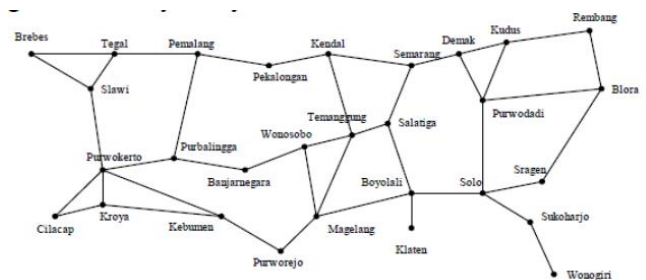 Rembang
Brebes
Tegal
Pemalang
Kendal
Demak
Kudus
Semarang
Pekalongan
Slawi
Blora
Temanggung
Purwodadi
Wonosobo
Salatiga
Purbalingga
Purwokerto
Banjarnegara
Boyolali
Solo
Sragen
Cilacap
Kroya
Kebumen
Magelang
Sukoharjo
Klaten
Purworejo
Wonogiri